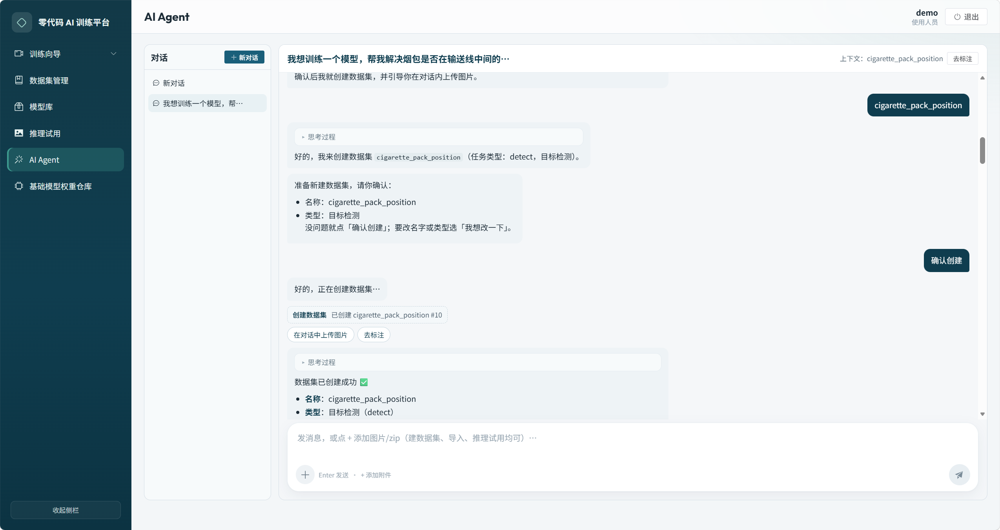 零代码 AI 训练平台
训练向导
数据集管理
模型库
推理试用
AI Agent
基础模型权重仓库
收起侧栏
AI Agent
demo
使用人员
退出
对话
+ 新对话
新对话
我想训练一个模型，帮…
我想训练一个模型，帮我解决烟包是否在输送线中间的…
上下文：cigarette_pack_position
去标注
确认后我就创建数据集，并引导你在对话内上传图片。
cigarette_pack_position
▸ 思考过程
好的，我来创建数据集 cigarette_pack_position（任务类型：detect，目标检测）。
准备新建数据集，请你确认：
• 名称：cigarette_pack_position
• 类型：目标检测
没问题就点「确认创建」；要改名字或类型选「我想改一下」。
确认创建
好的，正在创建数据集…
创建数据集 已创建 cigarette_pack_position #10
在对话中上传图片
去标注
▸ 思考过程
数据集已创建成功 ✅
• 名称：cigarette_pack_position
• 类型：目标检测（detect）
发消息，或点 + 添加图片/zip（建数据集、导入、推理试用均可）…
Enter 发送 · + 添加附件